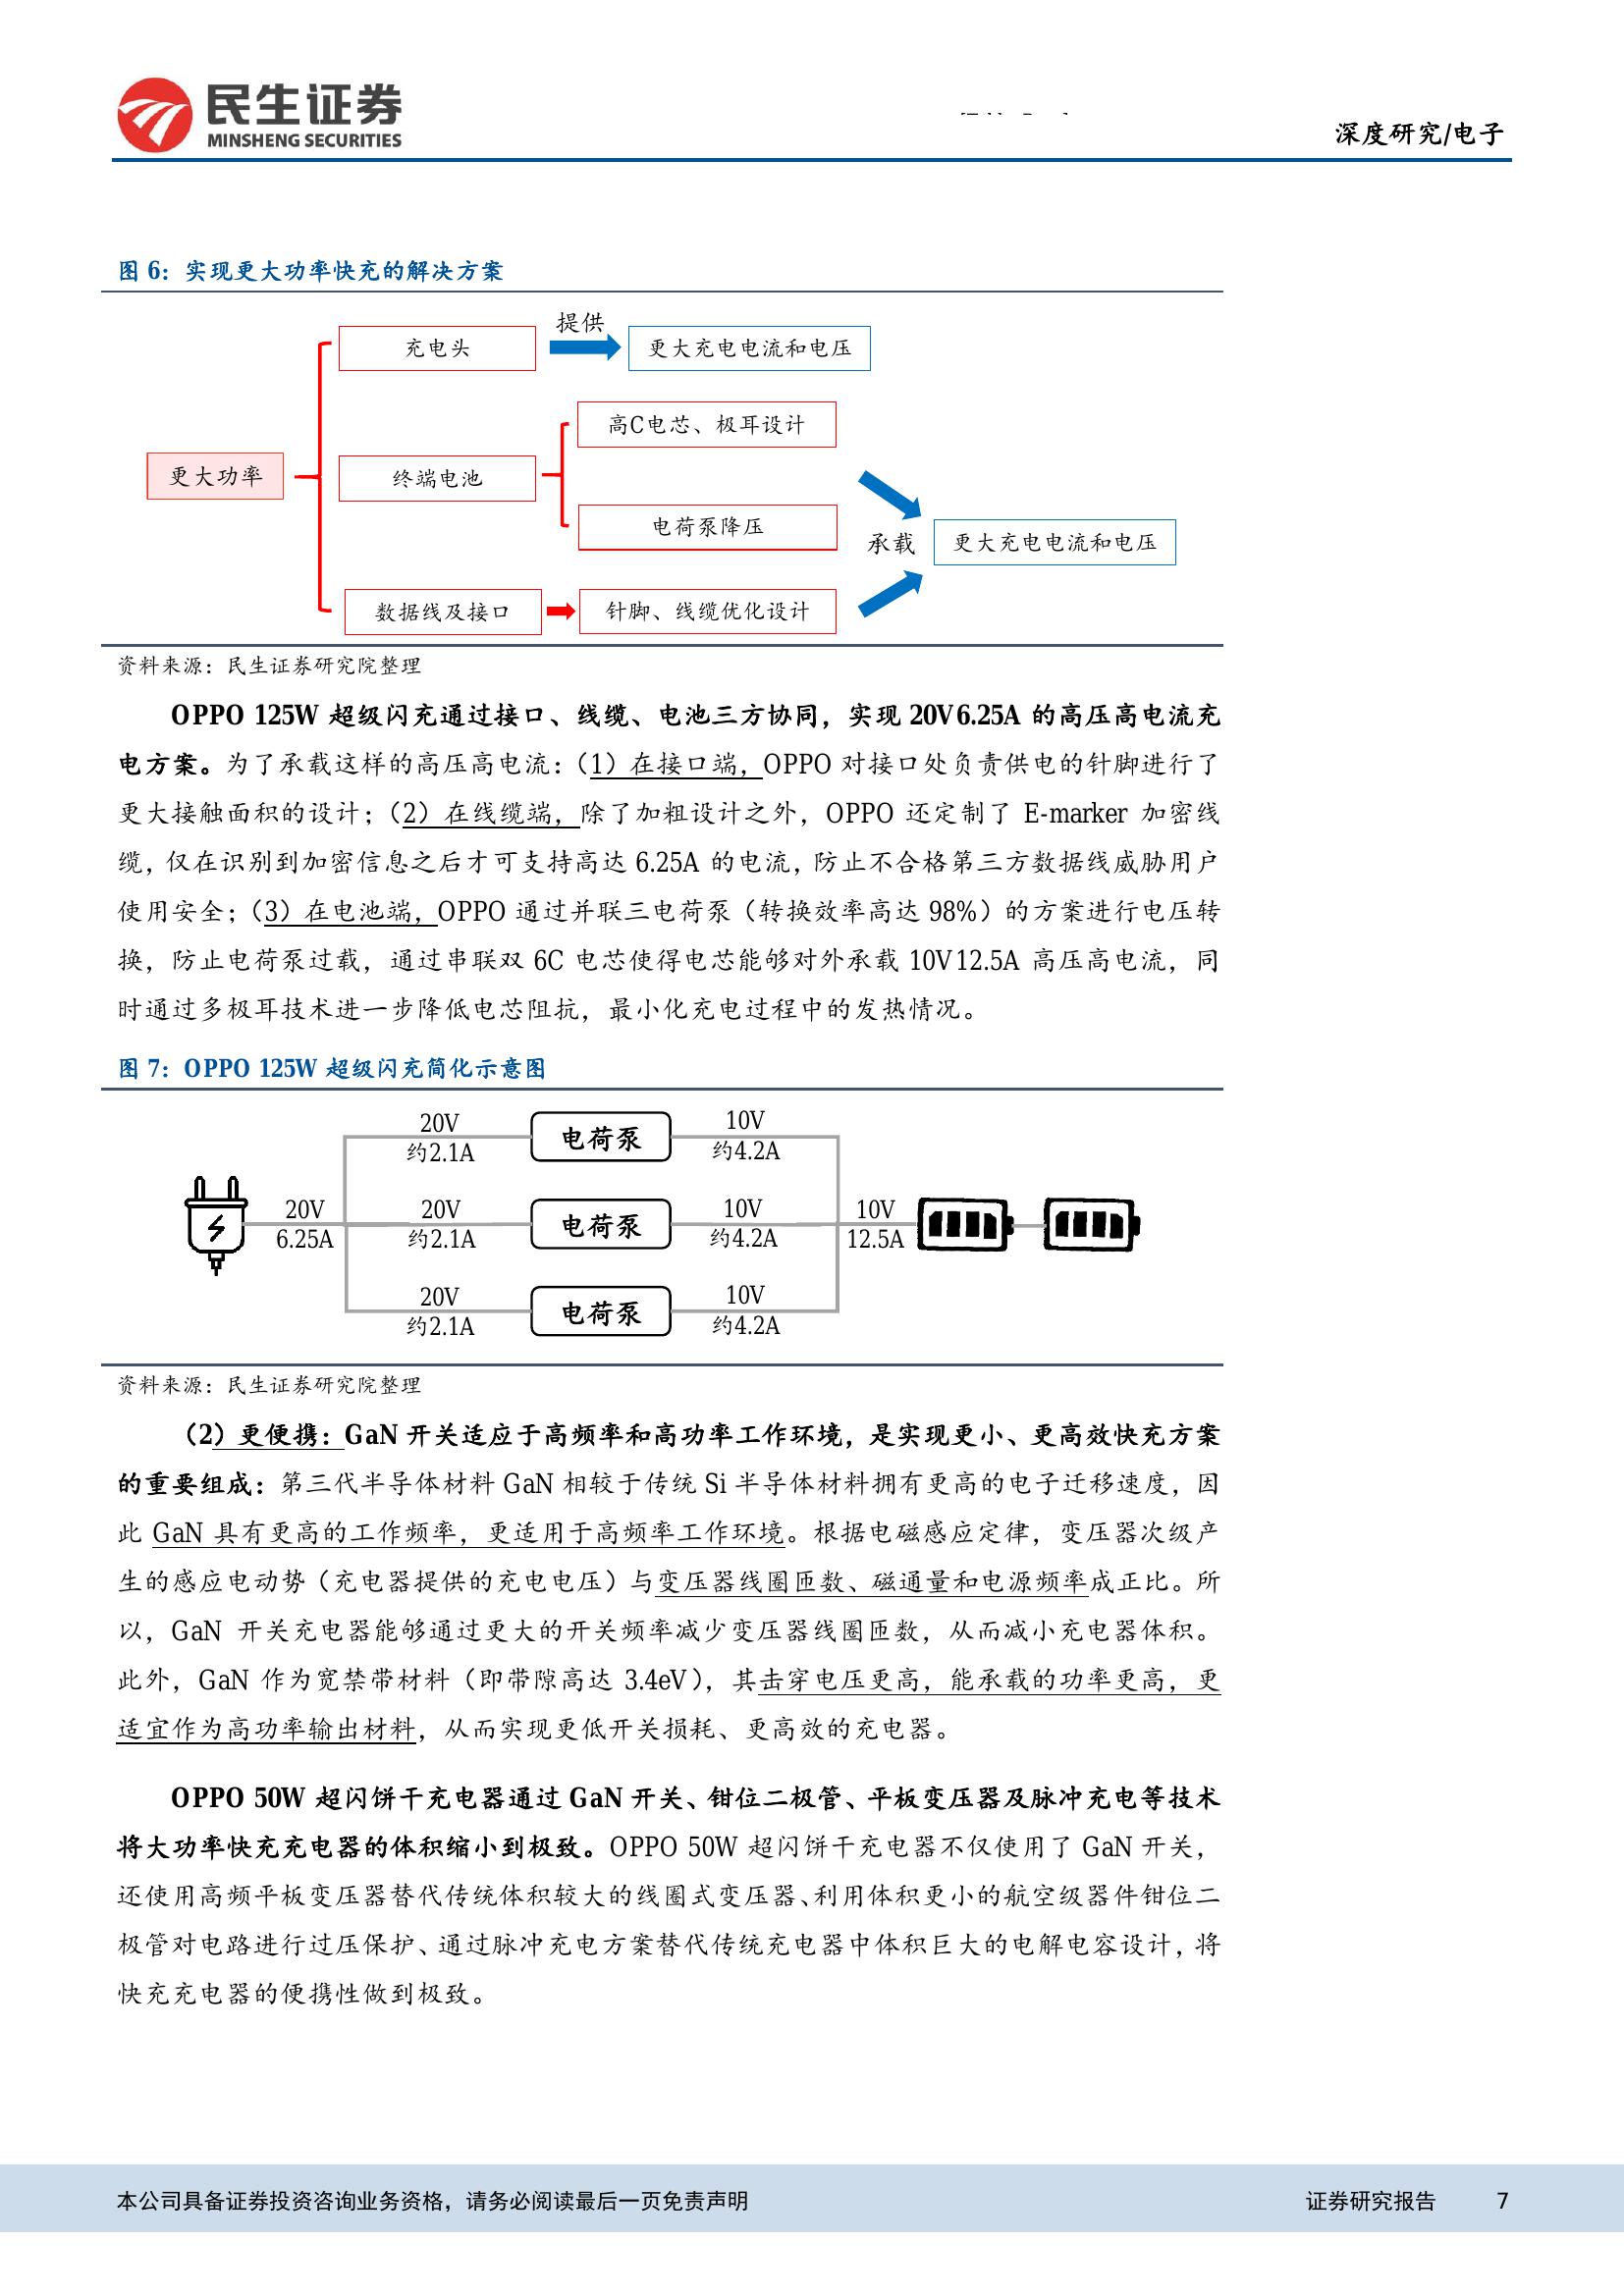 民生证券
MINSHENG SECURITIES
深度研究/电子
图 6：实现更大功率快充的解决方案
充电头
提供
更大充电电流和电压
高C电芯、极耳设计
更大功率
终端电池
电荷泵降压
承载
更大充电电流和电压
数据线及接口
针脚、线缆优化设计
资料来源：民生证券研究院整理
OPPO 125W 超级闪充通过接口、线缆、电池三方协同，实现 20V6.25A 的高压高电流充
电方案。为了承载这样的高压高电流：（1）在接口端，OPPO 对接口处负责供电的针脚进行了
更大接触面积的设计；（2）在线缆端，除了加粗设计之外，OPPO 还定制了 E-marker 加密线
缆，仅在识别到加密信息之后才可支持高达 6.25A 的电流，防止不合格第三方数据线威胁用户
使用安全；（3）在电池端，OPPO 通过并联三电荷泵（转换效率高达 98%）的方案进行电压转
换，防止电荷泵过载，通过串联双 6C 电芯使得电芯能够对外承载 10V12.5A 高压高电流，同
时通过多极耳技术进一步降低电芯阻抗，最小化充电过程中的发热情况。
图 7：OPPO 125W 超级闪充简化示意图
20V
约2.1A
电荷泵
10V
约4.2A
20V
6.25A
20V
约2.1A
电荷泵
10V
约4.2A
10V
12.5A
20V
约2.1A
电荷泵
10V
约4.2A
资料来源：民生证券研究院整理
（2）更便携：GaN 开关适应于高频率和高功率工作环境，是实现更小、更高效快充方案
的重要组成：第三代半导体材料 GaN 相较于传统 Si 半导体材料拥有更高的电子迁移速度，因
此 GaN 具有更高的工作频率，更适用于高频率工作环境。根据电磁感应定律，变压器次级产
生的感应电动势（充电器提供的充电电压）与变压器线圈匝数、磁通量和电源频率成正比。所
以，GaN 开关充电器能够通过更大的开关频率减少变压器线圈匝数，从而减小充电器体积。
此外，GaN 作为宽禁带材料（即带隙高达 3.4eV），其击穿电压更高，能承载的功率更高，更
适宜作为高功率输出材料，从而实现更低开关损耗、更高效的充电器。
OPPO 50W 超闪饼干充电器通过 GaN 开关、钳位二极管、平板变压器及脉冲充电等技术
将大功率快充充电器的体积缩小到极致。OPPO 50W 超闪饼干充电器不仅使用了 GaN 开关，
还使用高频平板变压器替代传统体积较大的线圈式变压器、利用体积更小的航空级器件钳位二
极管对电路进行过压保护、通过脉冲充电方案替代传统充电器中体积巨大的电解电容设计，将
快充充电器的便携性做到极致。
本公司具备证券投资咨询业务资格，请务必阅读最后一页免责声明
证券研究报告
7